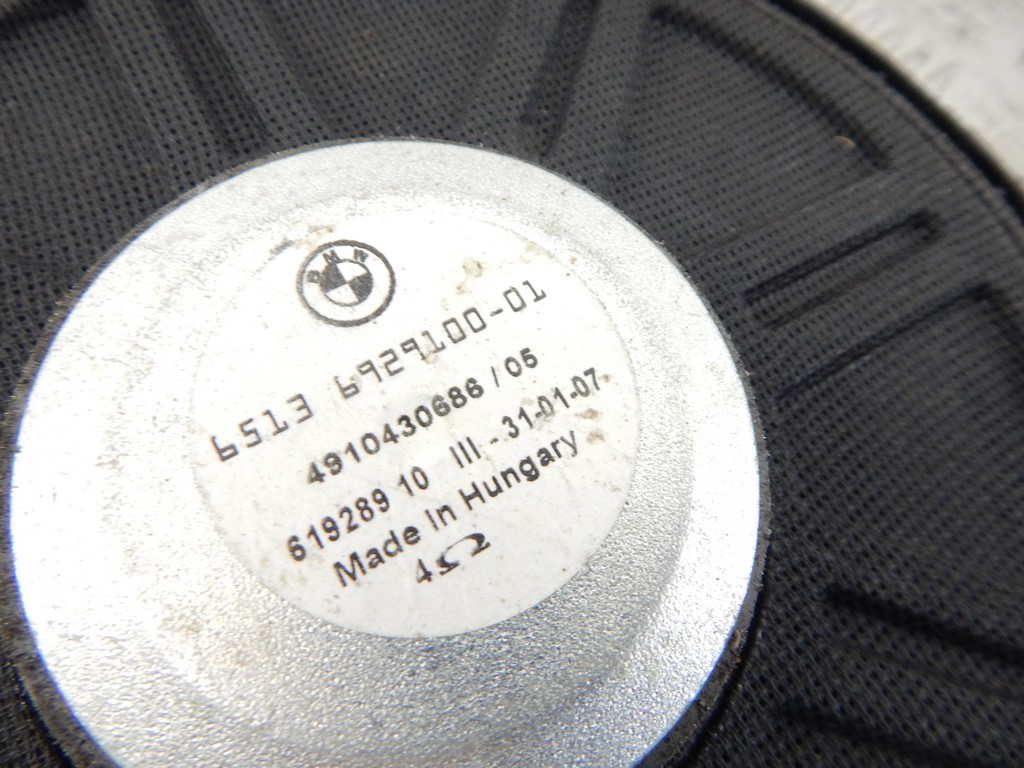 BMW
6513 6929100-01
4910430686 / 05
619289 10 III - 31-01-07
Made in Hungary
4Ω